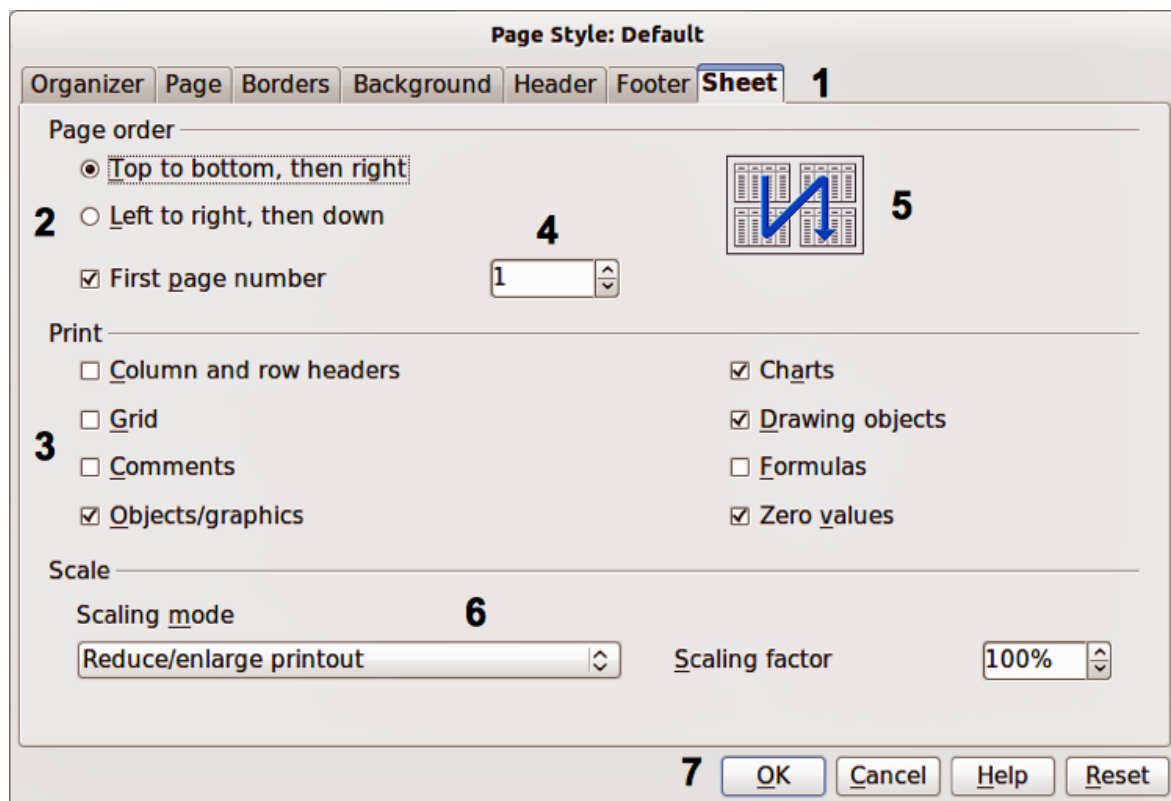 Page Style: Default
Organizer Page Borders Background Header Footer Sheet 1
Page order
Top to bottom, then right
2 Left to right, then down 4 5
First page number 1
Print
Column and row headers Charts
Grid Drawing objects
3
Comments Formulas
Objects/graphics Zero values
Scale
Scaling mode 6
Reduce/enlarge printout Scaling factor 100%
7 OK Cancel Help Reset